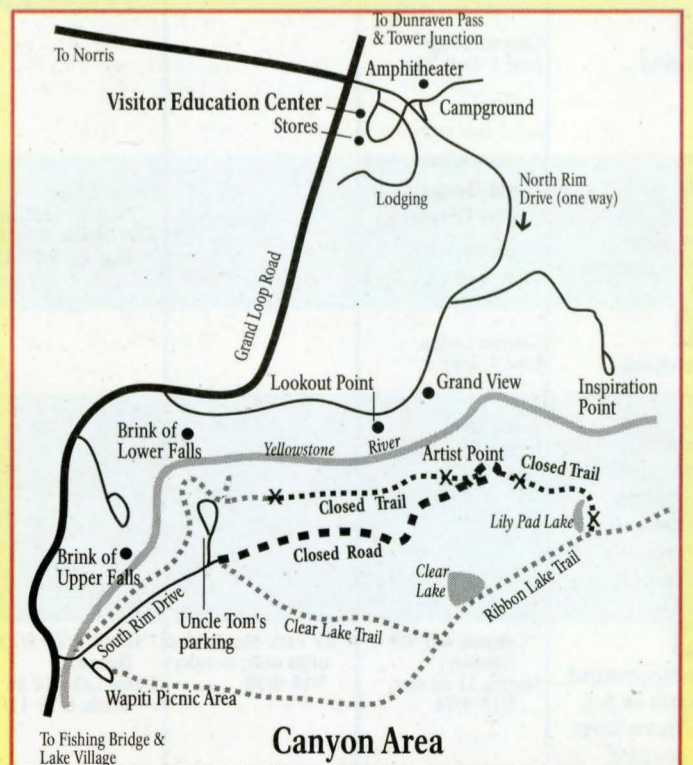 To Dunraven Pass
& Tower Junction
To Norris
Amphitheater
Visitor Education Center
Campground
Stores
Lodging
North Rim
Drive (one way)
Grand Loop Road
Lookout Point
Grand View
Inspiration
Point
Brink of
Lower Falls
Yellowstone
River
Artist Point
Closed Trail
Closed Trail
Lily Pad Lake
Closed Road
Brink of
Upper Falls
Clear
Lake
Ribbon Lake Trail
South Rim Drive
Uncle Tom's
parking
Clear Lake Trail
Wapiti Picnic Area
To Fishing Bridge &
Lake Village
Canyon Area